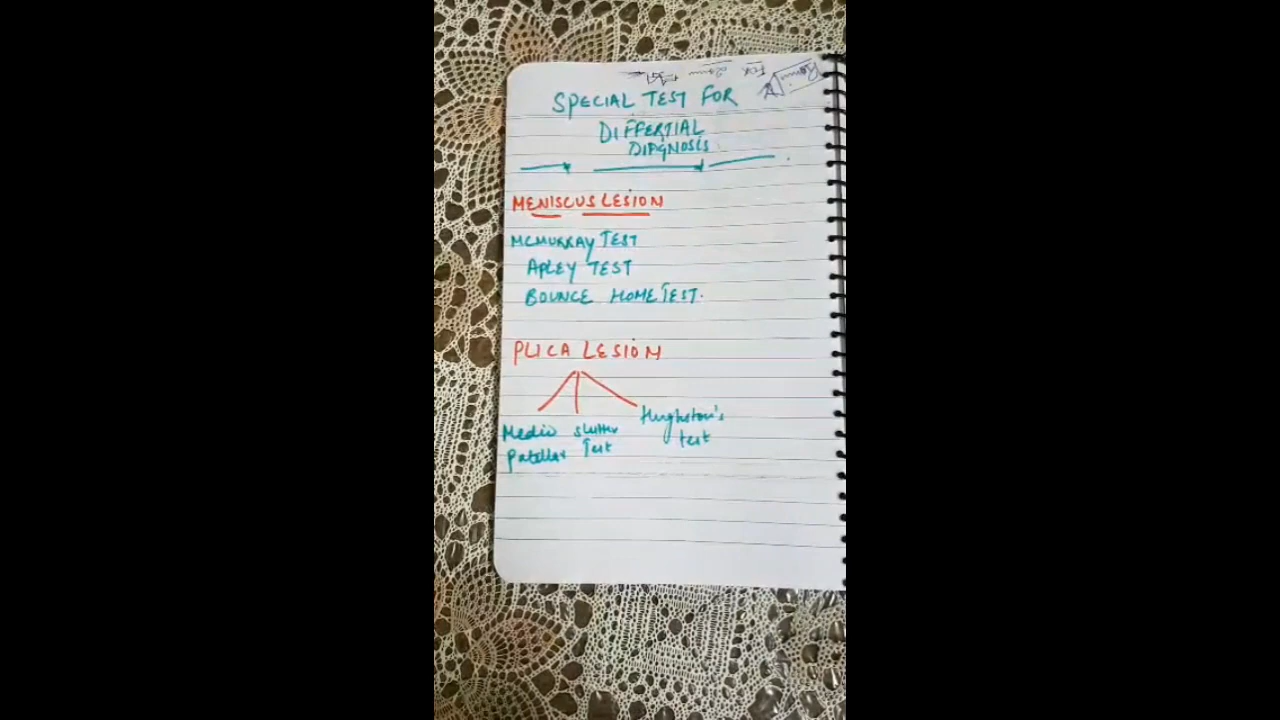 SPECIAL TEST FOR
DIFFERTIAL
DIAGNOSIS
MENISCUS LESION
MCMURRAY TEST
APLEY TEST
BOUNCE HOME TEST.
PLICA LESION
Medio
patellar
Stutter
Test
Hughston's
test